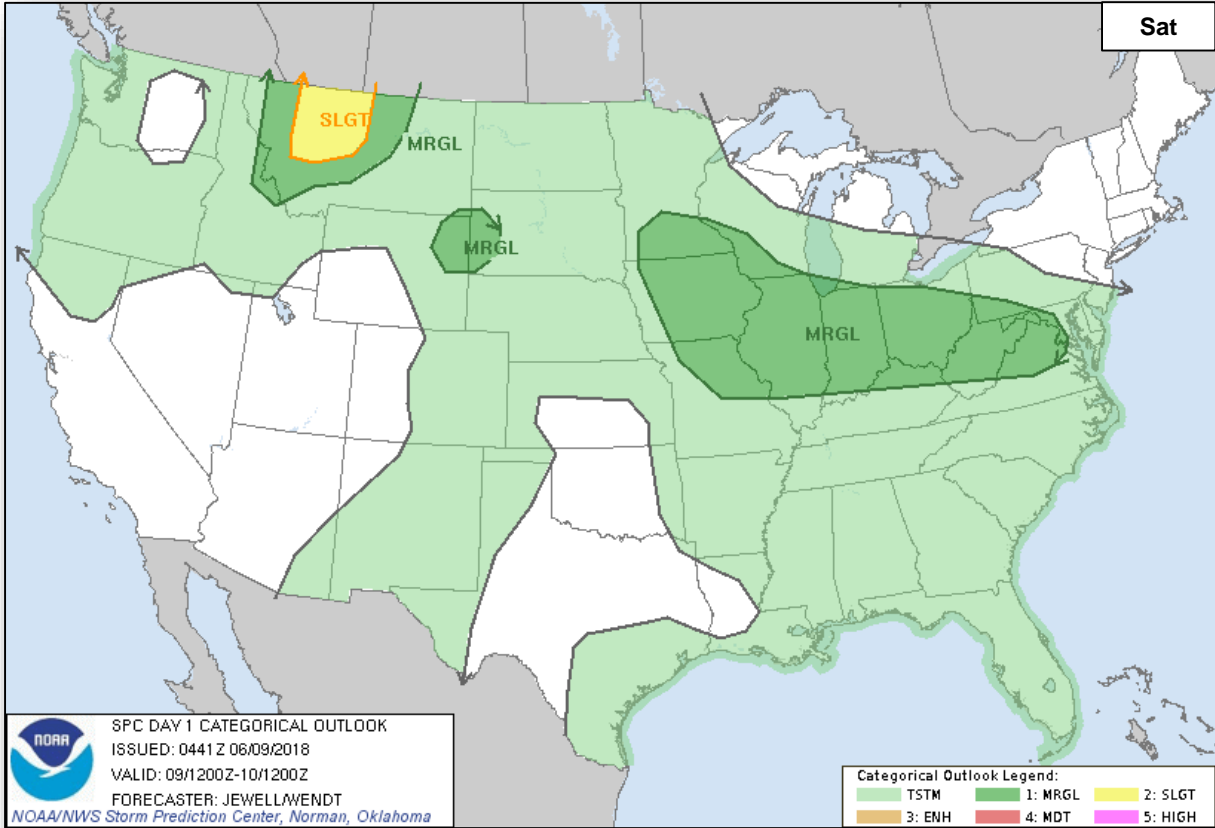 Sat
SLGT
MRGL
MRGL
MRGL
NOAA
SPC DAY 1 CATEGORICAL OUTLOOK
ISSUED: 0441Z 06/09/2018
VALID: 09/1200Z-10/1200Z
FORECASTER: JEWELL/WENDT
NOAA/NWS Storm Prediction Center, Norman, Oklahoma
Categorical Outlook Legend:
TSTM 1: MRGL 2: SLGT
3: ENH 4: MDT 5: HIGH